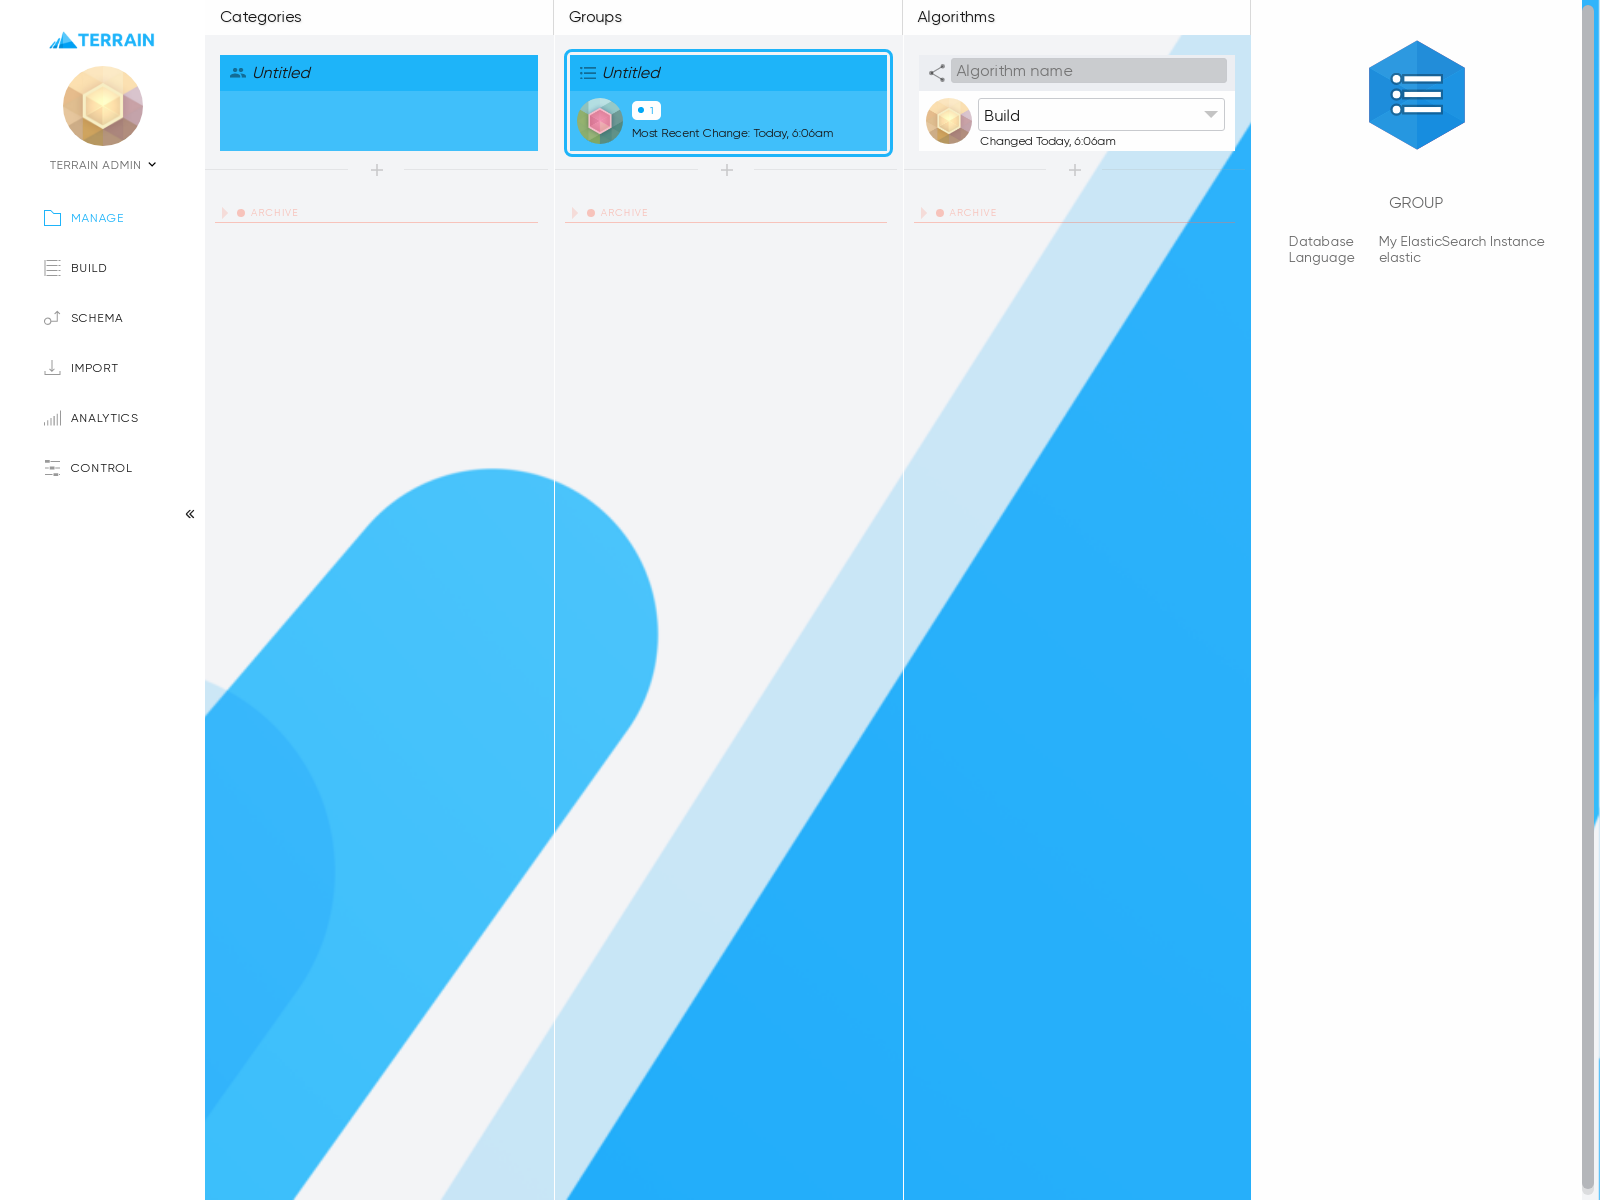 TERRAIN
TERRAIN ADMIN
MANAGE
BUILD
SCHEMA
IMPORT
ANALYTICS
CONTROL
Categories
Untitled
ARCHIVE
Groups
Untitled
1
Most Recent Change: Today, 6:06am
ARCHIVE
Algorithms
Algorithm name
Build
Changed Today, 6:06am
ARCHIVE
GROUP
Database My ElasticSearch Instance
Language elastic